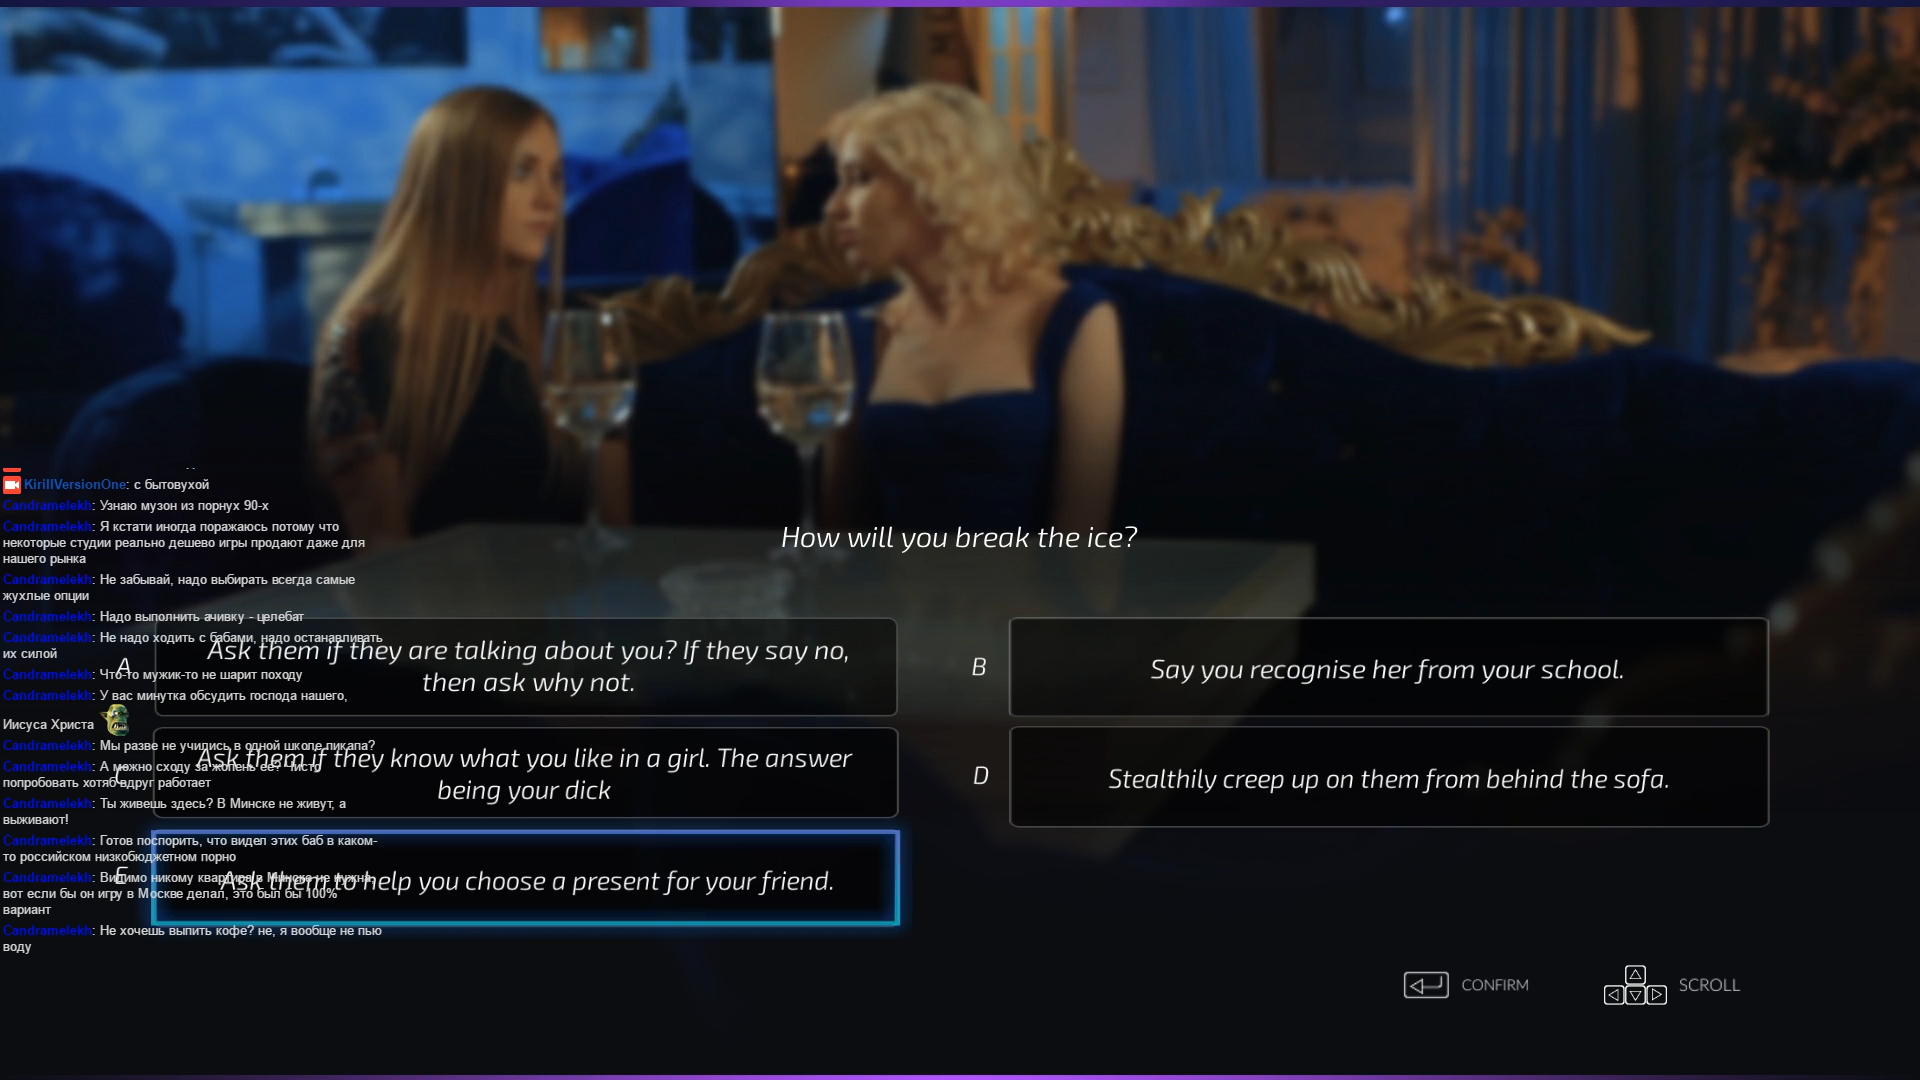 KirillVersionOne: с бытовухой
Candramelekh: Узнаю музон из порнух 90-х
Candramelekh: Я кстати иногда поражаюсь потому что
некоторые студии реально дешево игры продают даже для
нашего рынка
Candramelekh: Не забывай, надо выбирать всегда самые
жухлые опции
Candramelekh: Надо выполнить ачивку - целебат
Candramelekh: Не надо ходить с бабами, надо останавливать
их силой
Candramelekh: Что-то мужик-то не шарит походу
Candramelekh: У вас минутка обсудить господа нашего,
Иисуса Христа
Candramelekh: Мы разве не учились в одной школе пикапа?
Candramelekh: А можно сходу за жопень ее? Чисто
попробовать хотяб вдруг работает
Candramelekh: Ты живешь здесь? В Минске не живут, а
выживают!
Candramelekh: Готов поспорить, что видел этих баб в каком-
то российском низкобюджетном порно
Candramelekh: Видимо никому квартира в Минске не нужна,
вот если бы он игру в Москве делал, это был бы 100%
вариант
Candramelekh: Не хочешь выпить кофе? не, я вообще не пью
воду
How will you break the ice?
A
Ask them if they are talking about you? If they say no,
then ask why not.
B
Say you recognise her from your school.
C
Ask them if they know what you like in a girl. The answer
being your dick
D
Stealthily creep up on them from behind the sofa.
E
Ask them to help you choose a present for your friend.
CONFIRM
SCROLL